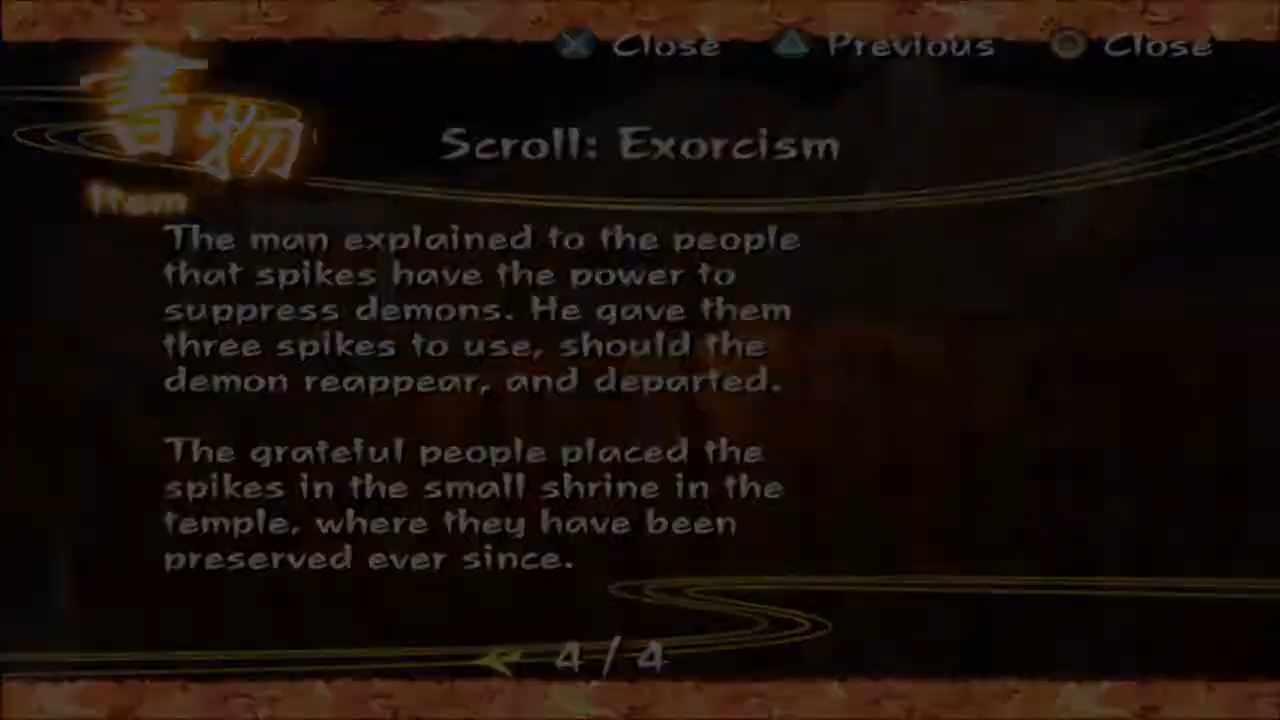 Close Previous Close
書物
Item
Scroll: Exorcism
The man explained to the people
that spikes have the power to
suppress demons. He gave them
three spikes to use, should the
demon reappear, and departed.
The grateful people placed the
spikes in the small shrine in the
temple, where they have been
preserved ever since.
4 / 4